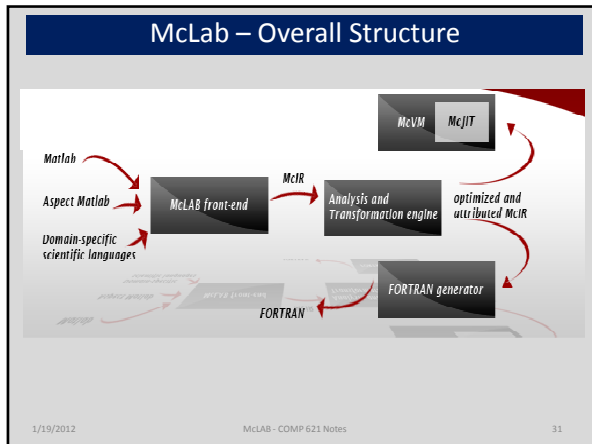 McLab – Overall Structure
McVM
McJIT
Matlab
Aspect Matlab
Domain-specific
scientific languages
McLAB front-end
McIR
Analysis and
Transformation engine
optimized and
attributed McIR
FORTRAN generator
FORTRAN
1/19/2012
McLAB - COMP 621 Notes
31